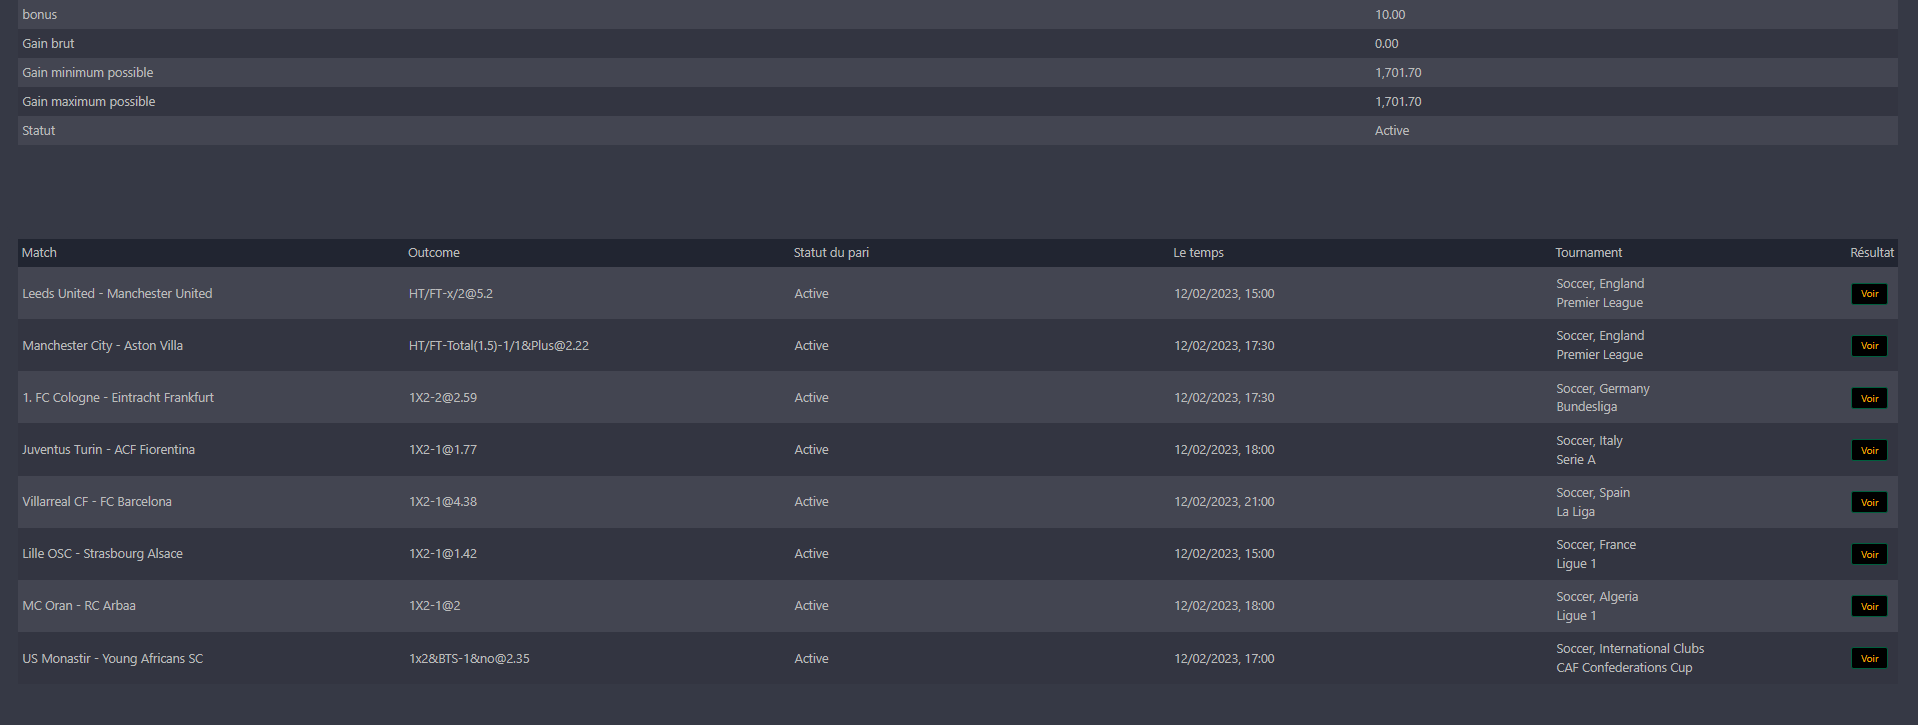 bonus 10.00
Gain brut 0.00
Gain minimum possible 1,701.70
Gain maximum possible 1,701.70
Statut Active
Match Outcome Statut du pari Le temps Tournament Résultat
Leeds United - Manchester United HT/FT-x/2@5.2 Active 12/02/2023, 15:00 Soccer, England
Premier League Voir
Manchester City - Aston Villa HT/FT-Total(1.5)-1/1&Plus@2.22 Active 12/02/2023, 17:30 Soccer, England
Premier League Voir
1. FC Cologne - Eintracht Frankfurt 1X2-2@2.59 Active 12/02/2023, 17:30 Soccer, Germany
Bundesliga Voir
Juventus Turin - ACF Fiorentina 1X2-1@1.77 Active 12/02/2023, 18:00 Soccer, Italy
Serie A Voir
Villarreal CF - FC Barcelona 1X2-1@4.38 Active 12/02/2023, 21:00 Soccer, Spain
La Liga Voir
Lille OSC - Strasbourg Alsace 1X2-1@1.42 Active 12/02/2023, 15:00 Soccer, France
Ligue 1 Voir
MC Oran - RC Arbaa 1X2-1@2 Active 12/02/2023, 18:00 Soccer, Algeria
Ligue 1 Voir
US Monastir - Young Africans SC 1x2&BTS-1&no@2.35 Active 12/02/2023, 17:00 Soccer, International Clubs
CAF Confederations Cup Voir